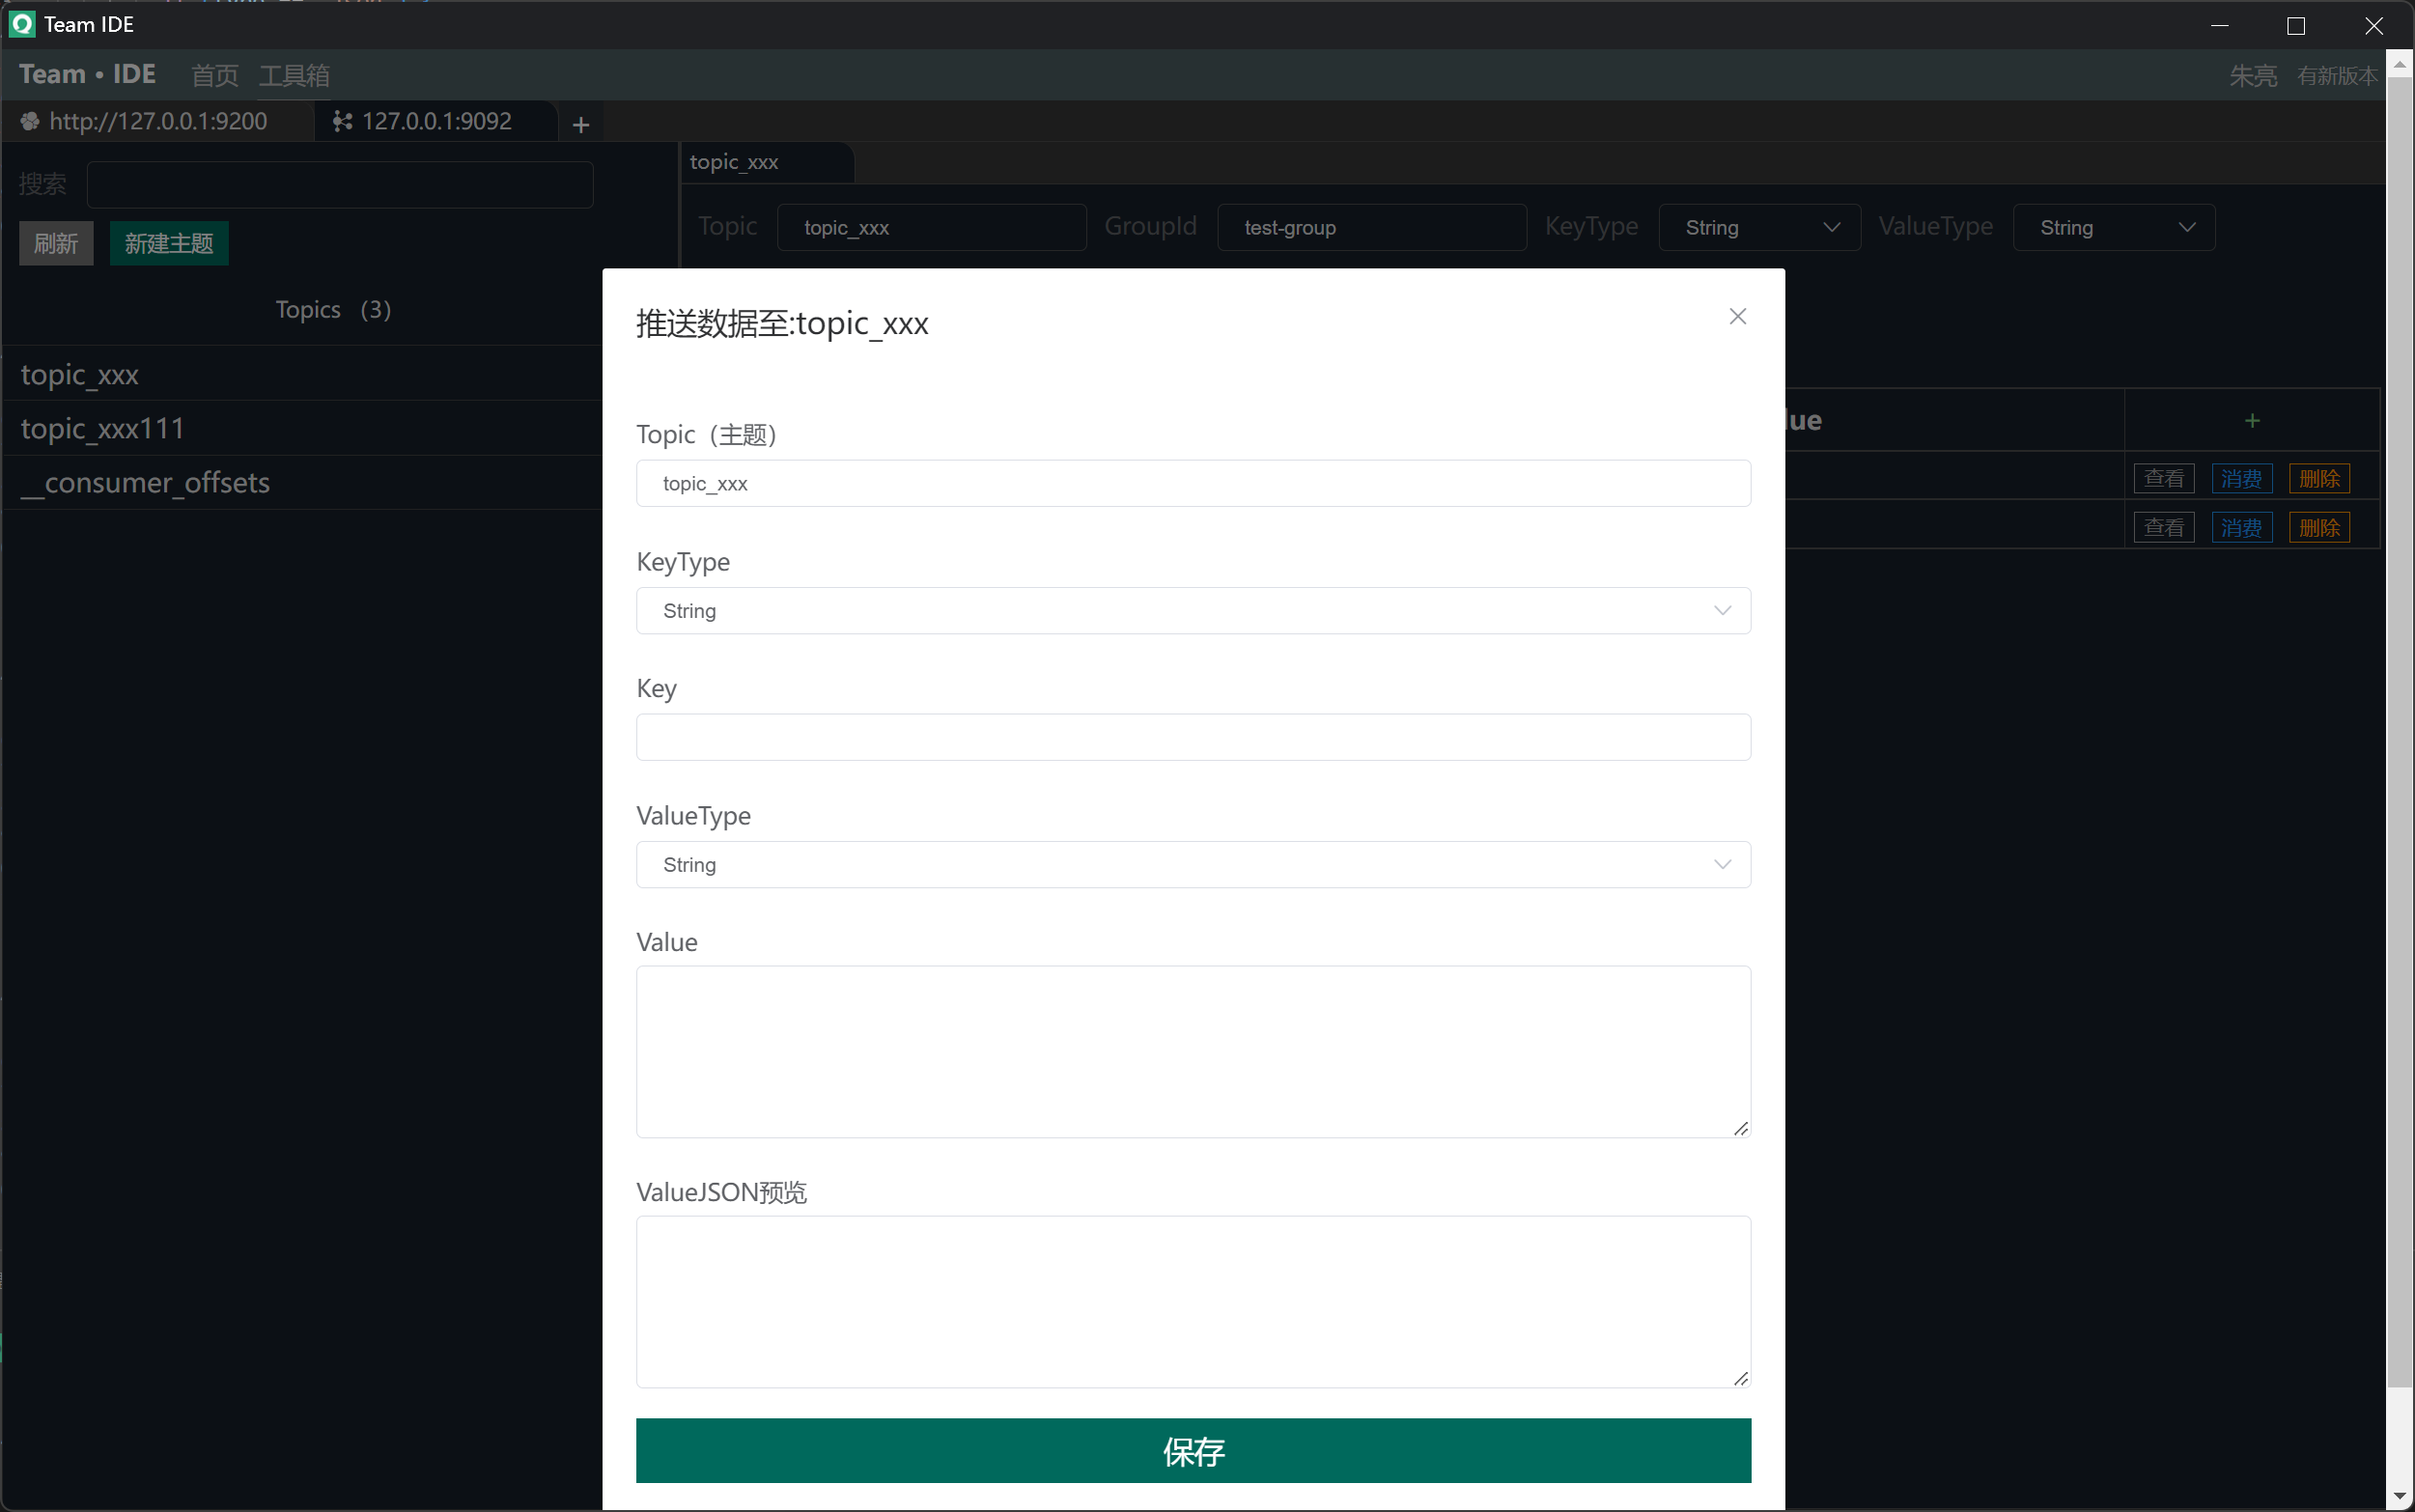 Team IDE
Team • IDE 首页 工具箱 朱亮 有新版本
http://127.0.0.1:9200 127.0.0.1:9092 +
搜索
刷新 新建主题
Topics （3）
topic_xxx
topic_xxx111
__consumer_offsets
topic_xxx
Topic topic_xxx GroupId test-group KeyType String ValueType String
lue +
查看 消费 删除
查看 消费 删除
推送数据至:topic_xxx
Topic（主题）
topic_xxx
KeyType
String
Key
ValueType
String
Value
ValueJSON预览
保存